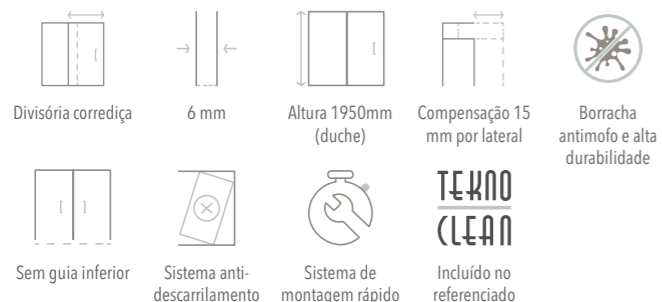 Divisória corrediça
6 mm
Altura 1950mm
(duche)
Compensação 15
mm por lateral
Borracha
antimofo e alta
durabilidade
Sem guia inferior
Sistema anti-
descarrilamento
Sistema de
montagem rápido
TEKNO
CLEAN
Incluído no
referenciado